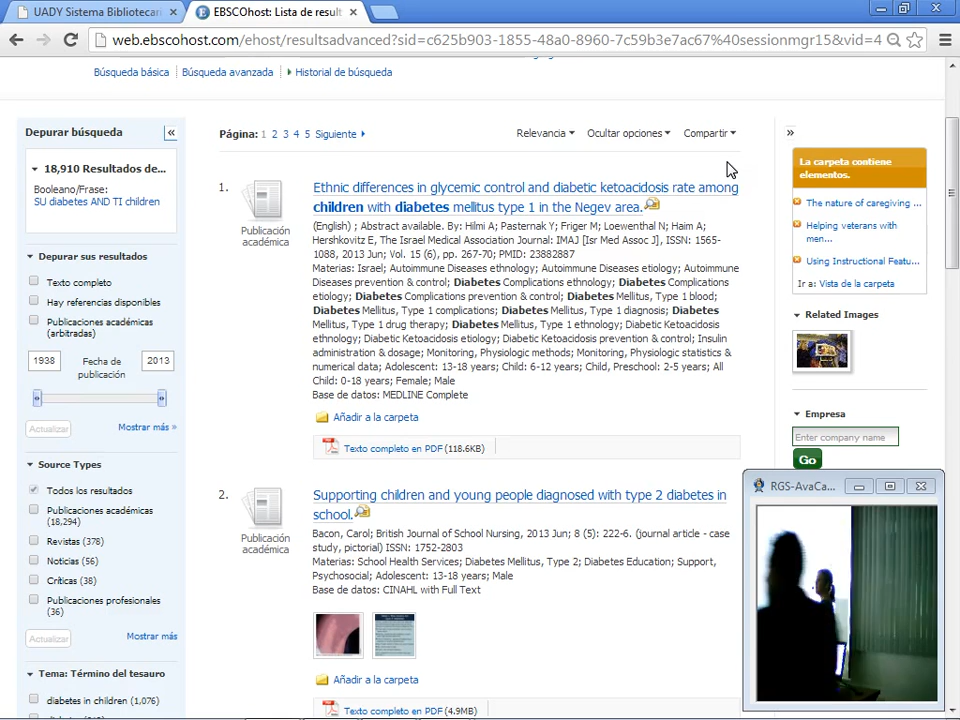 UADY Sistema Bibliotecari
EBSCOhost: Lista de result
web.ebscohost.com/ehost/resultsadvanced?sid=c625b903-1855-48a0-8960-7c59b3e7ac67%40sessionmgr15&vid=4
Búsqueda básica Búsqueda avanzada Historial de búsqueda
Depurar búsqueda «
18,910 Resultados de...
Booleano/Frase:
SU diabetes AND TI children
Depurar sus resultados
Texto completo
Hay referencias disponibles
Publicaciones académicas
(arbitradas)
1938 Fecha de
publicación 2013
Actualizar Mostrar más »
Source Types
Todos los resultados
Publicaciones académicas
(18,294)
Revistas (378)
Noticias (56)
Críticas (38)
Publicaciones profesionales
(36)
Actualizar Mostrar más
Tema: Término del tesauro
diabetes in children (1,076)
Página: 1 2 3 4 5 Siguiente Relevancia Ocultar opciones Compartir
1. Ethnic differences in glycemic control and diabetic ketoacidosis rate among
children with diabetes mellitus type 1 in the Negev area.
Publicación
académica
(English) ; Abstract available. By: Hilmi A; Pasternak Y; Friger M; Loewenthal N; Haim A;
Hershkovitz E, The Israel Medical Association Journal: IMAJ [Isr Med Assoc J], ISSN: 1565-
1088, 2013 Jun; Vol. 15 (6), pp. 267-70; PMID: 23882887
Materias: Israel; Autoimmune Diseases ethnology; Autoimmune Diseases etiology; Autoimmune
Diseases prevention & control; Diabetes Complications ethnology; Diabetes Complications
etiology; Diabetes Complications prevention & control; Diabetes Mellitus, Type 1 blood;
Diabetes Mellitus, Type 1 complications; Diabetes Mellitus, Type 1 diagnosis; Diabetes
Mellitus, Type 1 drug therapy; Diabetes Mellitus, Type 1 ethnology; Diabetic Ketoacidosis
ethnology; Diabetic Ketoacidosis etiology; Diabetic Ketoacidosis prevention & control; Insulin
administration & dosage; Monitoring, Physiologic methods; Monitoring, Physiologic statistics &
numerical data; Adolescent: 13-18 years; Child: 6-12 years; Child, Preschool: 2-5 years; All
Child: 0-18 years; Female; Male
Base de datos: MEDLINE Complete
Añadir a la carpeta
Texto completo en PDF (118.6KB)
2. Supporting children and young people diagnosed with type 2 diabetes in
school.
Publicación
académica
Bacon, Carol; British Journal of School Nursing, 2013 Jun; 8 (5): 222-6. (journal article - case
study, pictorial) ISSN: 1752-2803
Materias: School Health Services; Diabetes Mellitus, Type 2; Diabetes Education; Support,
Psychosocial; Adolescent: 13-18 years; Male
Base de datos: CINAHL with Full Text
Añadir a la carpeta
Texto completo en PDF (4.9MB)
»
La carpeta contiene
elementos.
The nature of caregiving ...
Helping veterans with
men...
Using Instructional Featu...
Ir a: Vista de la carpeta
Related Images
Empresa
Enter company name
Go
RGS-AvaCa...